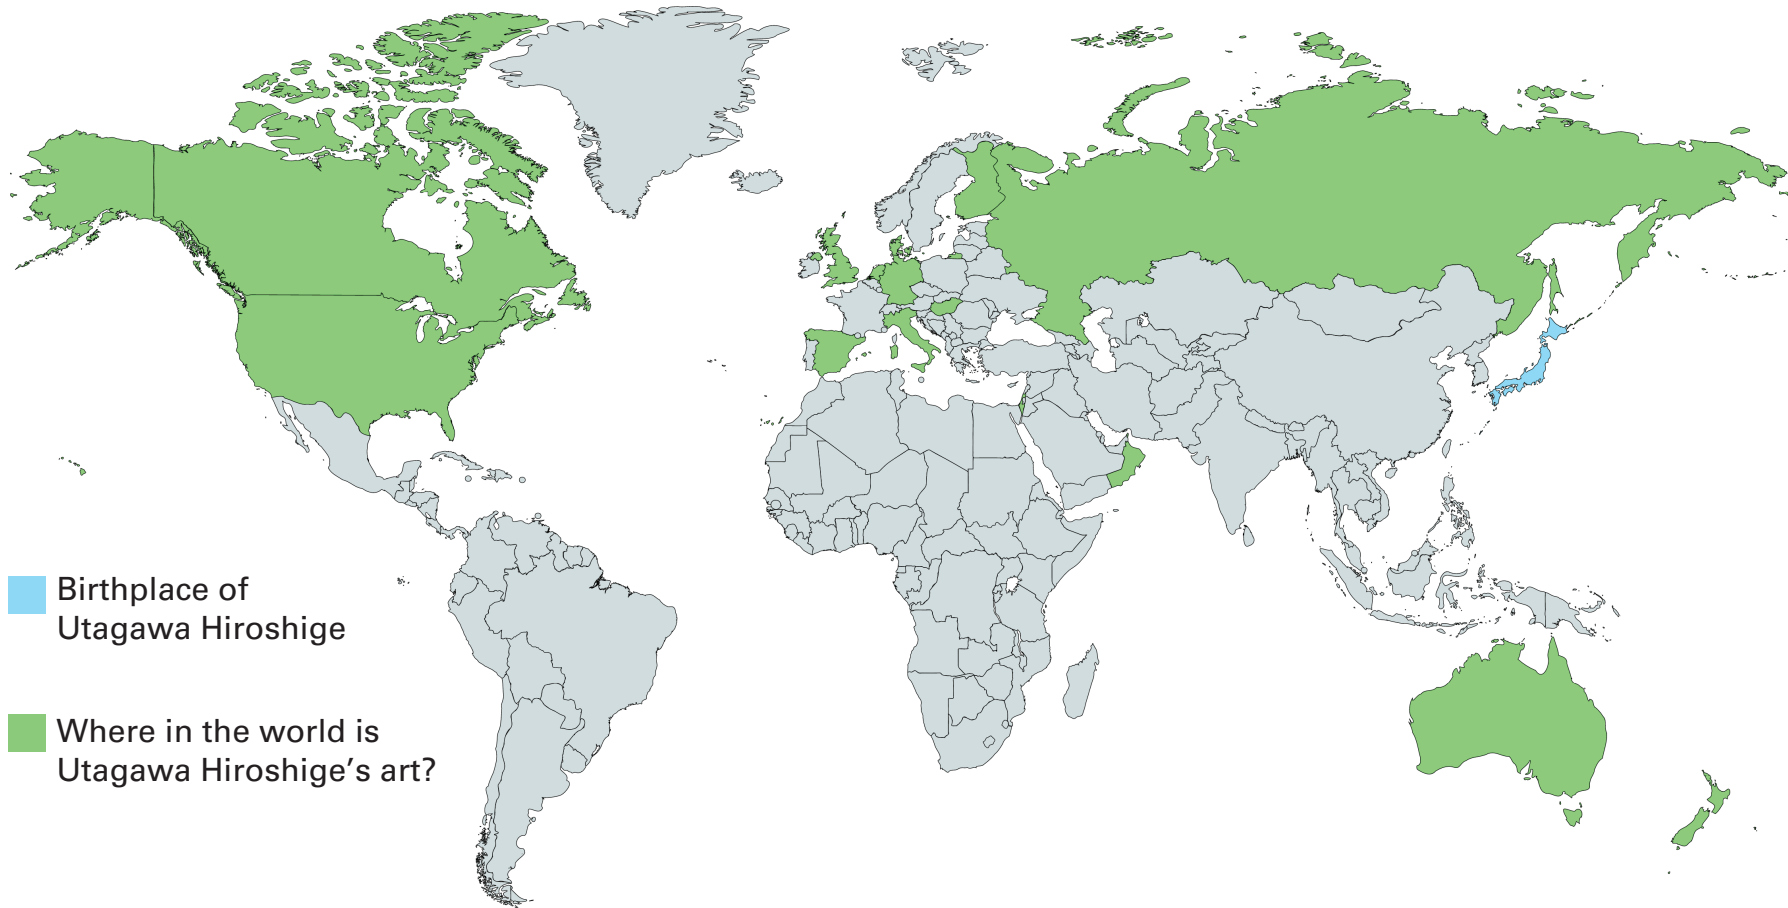 Birthplace of
Utagawa Hiroshige
Where in the world is
Utagawa Hiroshige's art?